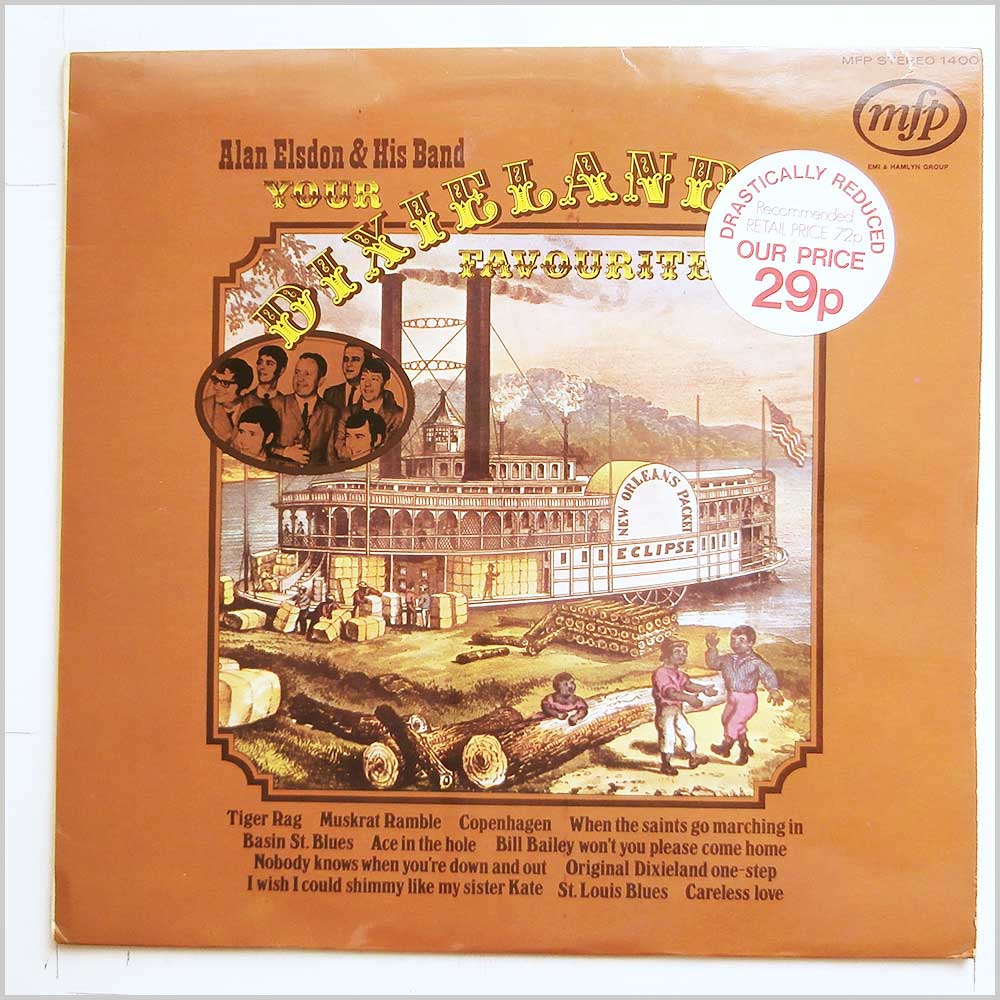 MFP STEREO 1400
mfp
EMI & HAMLYN GROUP
Alan Elsdon & His Band
YOUR
DIXIELAND
FAVOURITE
DRASTICALLY REDUCED
Recommended
RETAIL PRICE 72p
OUR PRICE
29p
NEW ORLEANS PACKET
ECLIPSE
Tiger Rag Muskrat Ramble Copenhagen When the saints go marching in
Basin St. Blues Ace in the hole Bill Bailey won't you please come home
Nobody knows when you're down and out Original Dixieland one-step
I wish I could shimmy like my sister Kate St. Louis Blues Careless love